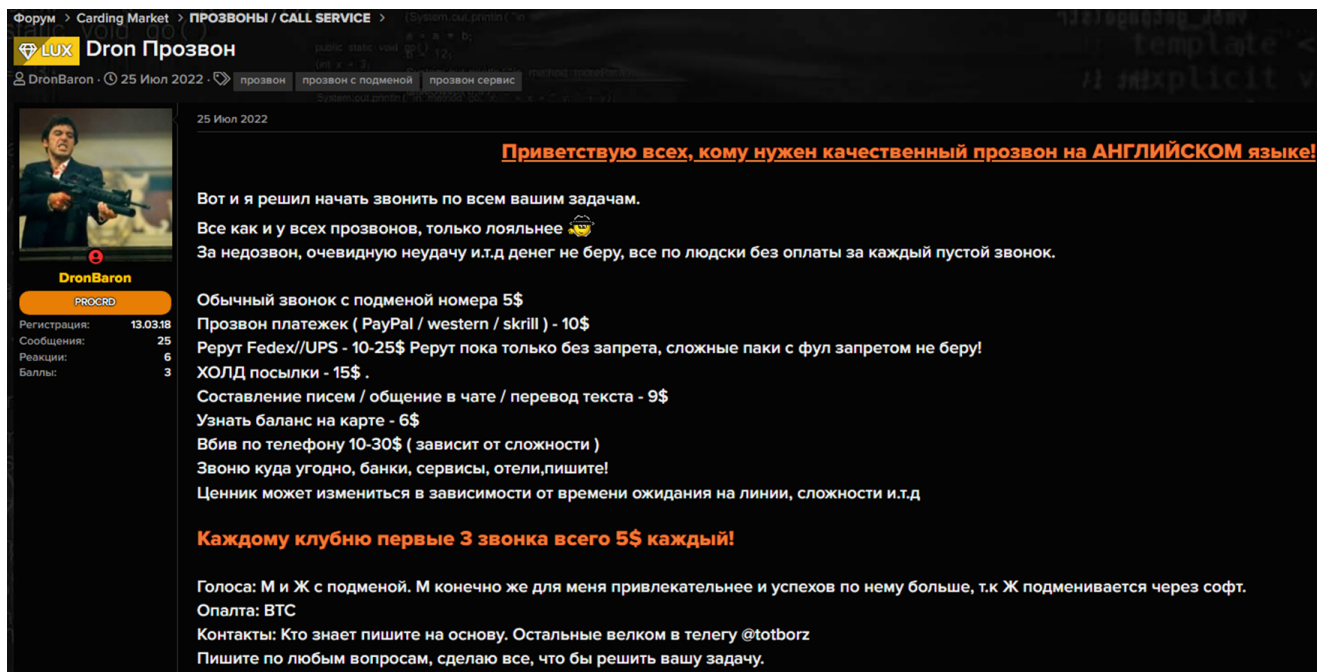 Форум > Carding Market > ПРОЗВОНЫ / CALL SERVICE >
LUX Dron Прозвон
DronBaron · 25 Июл 2022 · прозвон прозвон с подменой прозвон сервис
25 Июл 2022
DronBaron
PROCRD
Регистрация: 13.03.18
Сообщения: 25
Реакции: 6
Баллы: 3
Приветствую всех, кому нужен качественный прозвон на АНГЛИЙСКОМ языке!
Вот и я решил начать звонить по всем вашим задачам.
Все как и у всех прозвонов, только лояльнее
За недозвон, очевидную неудачу и.т.д денег не беру, все по людски без оплаты за каждый пустой звонок.
Обычный звонок с подменой номера 5$
Прозвон платежек ( PayPal / western / skrill ) - 10$
Рерут Fedex//UPS - 10-25$ Рерут пока только без запрета, сложные паки с фул запретом не беру!
ХОЛД посылки - 15$ .
Составление писем / общение в чате / перевод текста - 9$
Узнать баланс на карте - 6$
Вбив по телефону 10-30$ ( зависит от сложности )
Звоню куда угодно, банки, сервисы, отели,пишите!
Ценник может измениться в зависимости от времени ожидания на линии, сложности и.т.д
Каждому клубню первые 3 звонка всего 5$ каждый!
Голоса: М и Ж с подменой. М конечно же для меня привлекательнее и успехов по нему больше, т.к Ж подменивается через софт.
Опалта: BTC
Контакты: Кто знает пишите на основу. Остальные велком в телегу @totborz
Пишите по любым вопросам, сделаю все, что бы решить вашу задачу.